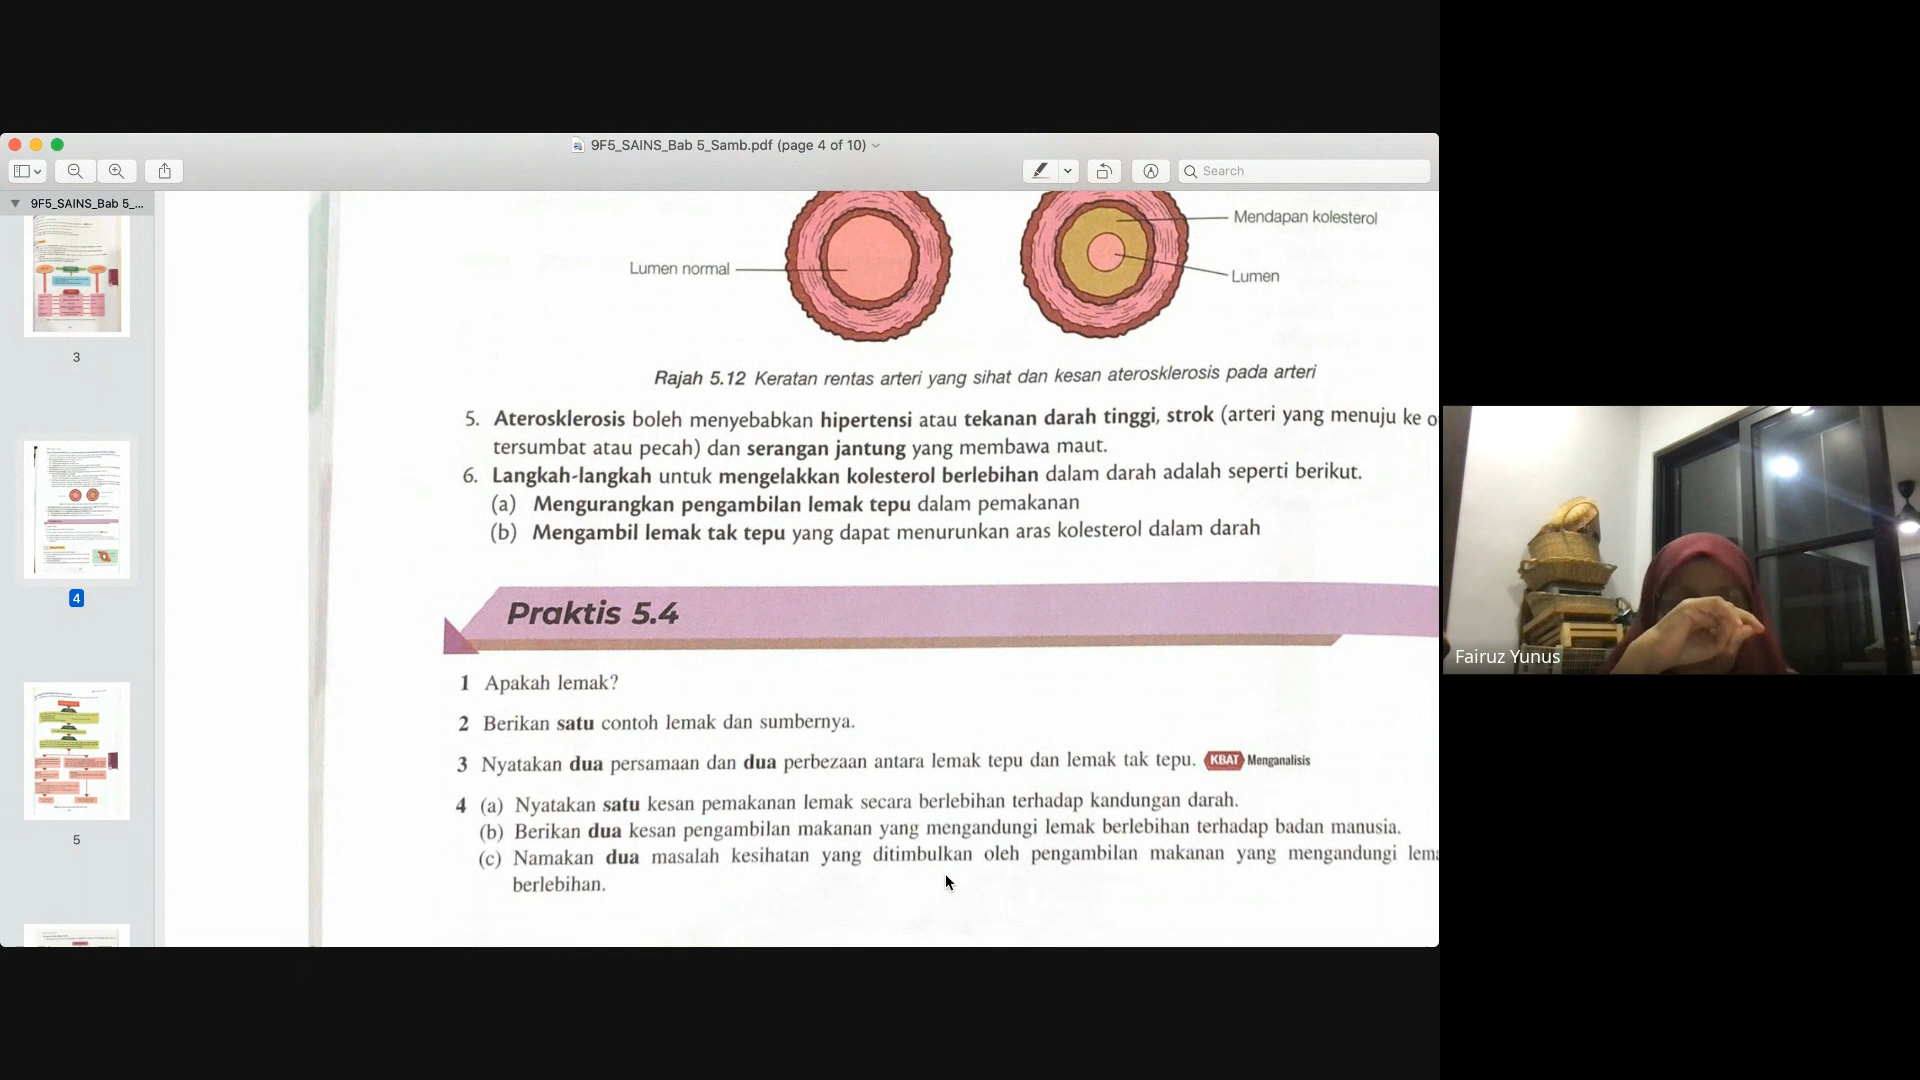 9F5_SAINS_Bab 5_Samb.pdf (page 4 of 10)
Search
9F5_SAINS_Bab 5_...
3
4
5
Mendapan kolesterol
Lumen normal
Lumen
Rajah 5.12 Keratan rentas arteri yang sihat dan kesan aterosklerosis pada arteri
5. Aterosklerosis boleh menyebabkan hipertensi atau tekanan darah tinggi, strok (arteri yang menuju ke o
tersumbat atau pecah) dan serangan jantung yang membawa maut.
6. Langkah-langkah untuk mengelakkan kolesterol berlebihan dalam darah adalah seperti berikut.
(a) Mengurangkan pengambilan lemak tepu dalam pemakanan
(b) Mengambil lemak tak tepu yang dapat menurunkan aras kolesterol dalam darah
Praktis 5.4
1 Apakah lemak?
2 Berikan satu contoh lemak dan sumbernya.
3 Nyatakan dua persamaan dan dua perbezaan antara lemak tepu dan lemak tak tepu. KBAT Menganalisis
4 (a) Nyatakan satu kesan pemakanan lemak secara berlebihan terhadap kandungan darah.
(b) Berikan dua kesan pengambilan makanan yang mengandungi lemak berlebihan terhadap badan manusia.
(c) Namakan dua masalah kesihatan yang ditimbulkan oleh pengambilan makanan yang mengandungi lema
berlebihan.
Fairuz Yunus